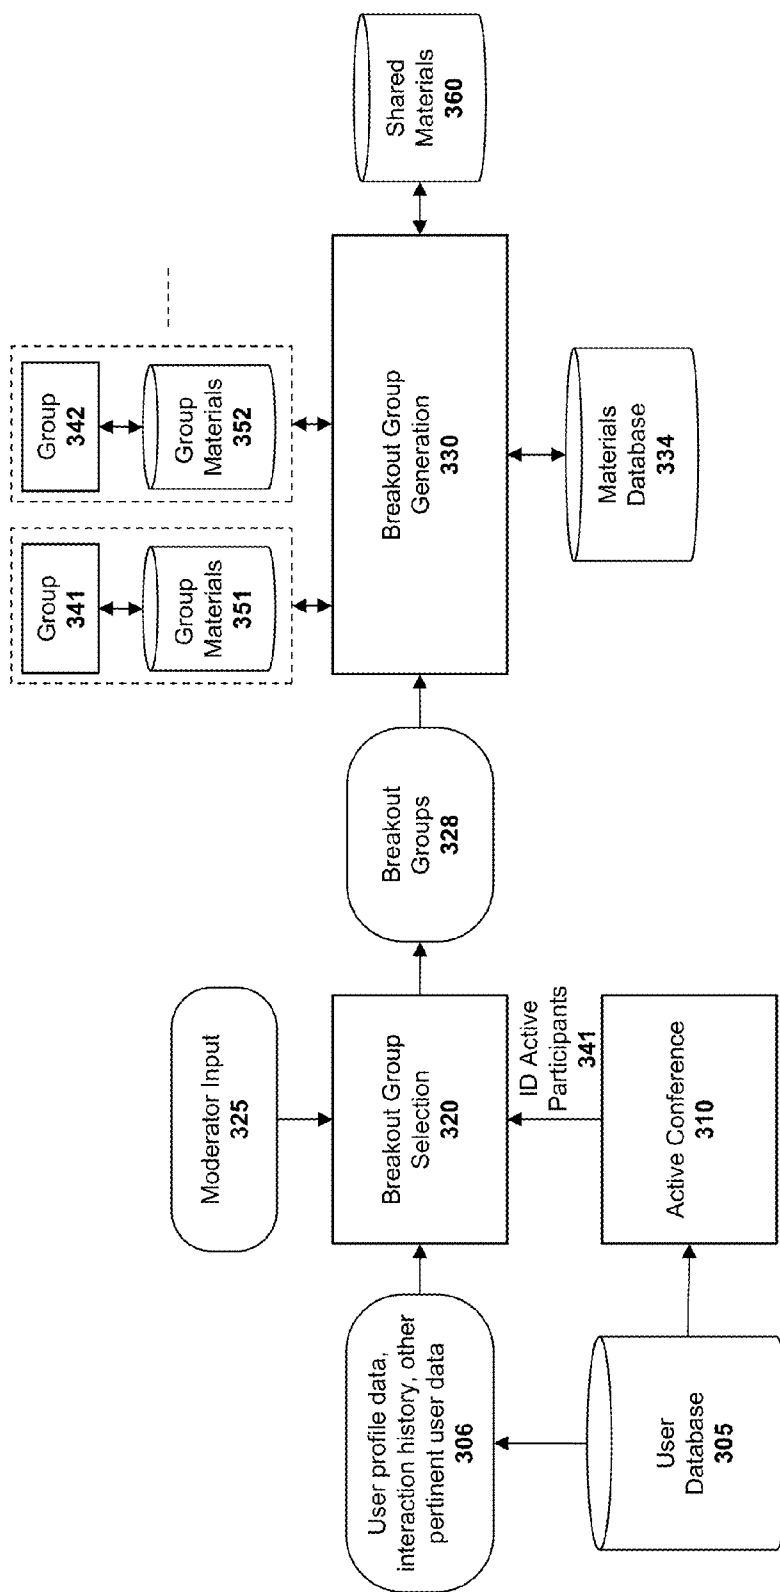 User profile data,
interaction history, other
pertinent user data
306
User
Database
305
Moderator Input
325
Breakout Group
Selection
320
ID Active
Participants
341
Active Conference
310
Breakout
Groups
328
Group
341
Group
Materials
351
Group
342
Group
Materials
352
Breakout Group
Generation
330
Materials
Database
334
Shared
Materials
360